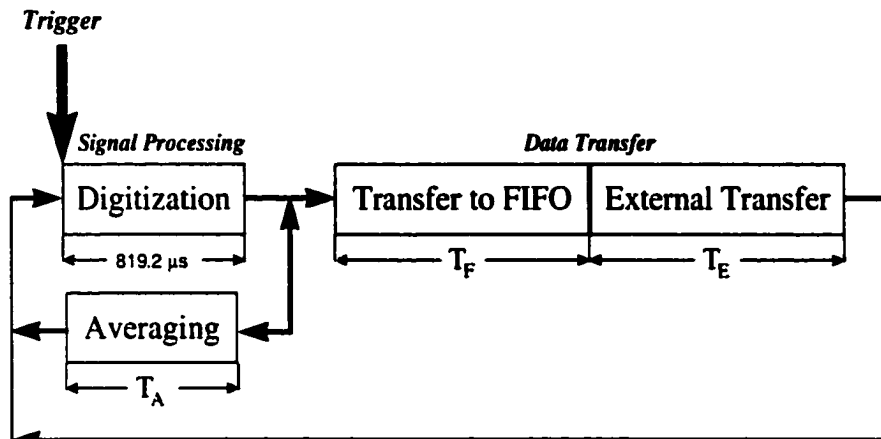 Trigger
Signal Processing
Data Transfer
Digitization
Transfer to FIFO
External Transfer
819.2 µs
T_F
T_E
Averaging
T_A